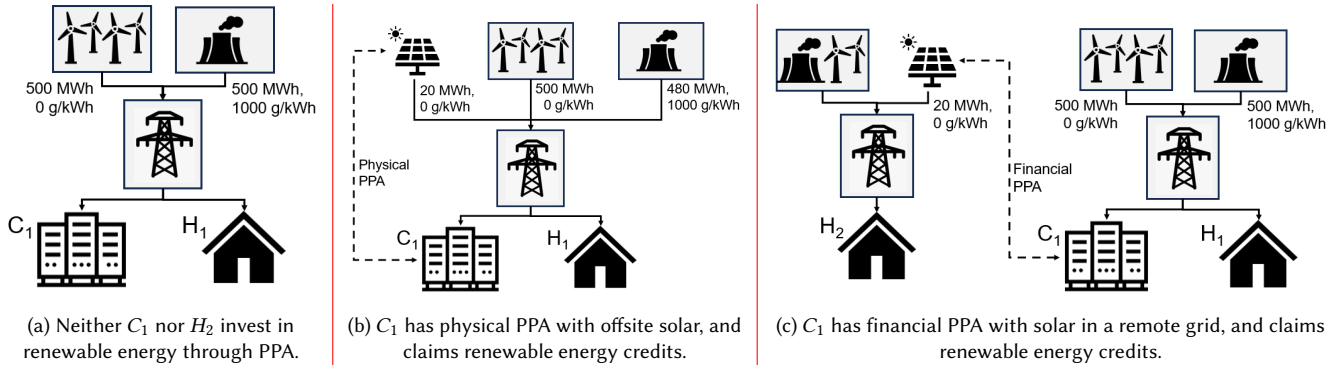 500 MWh
0 g/kWh
500 MWh,
1000 g/kWh
C1
H1
(a) Neither C1 nor H2 invest in
renewable energy through PPA.
20 MWh,
0 g/kWh
500 MWh
0 g/kWh
480 MWh,
1000 g/kWh
Physical
PPA
C1
H1
(b) C1 has physical PPA with offsite solar, and
claims renewable energy credits.
20 MWh,
0 g/kWh
500 MWh
0 g/kWh
500 MWh,
1000 g/kWh
Financial
PPA
H2
C1
H1
(c) C1 has financial PPA with solar in a remote grid, and claims
renewable energy credits.